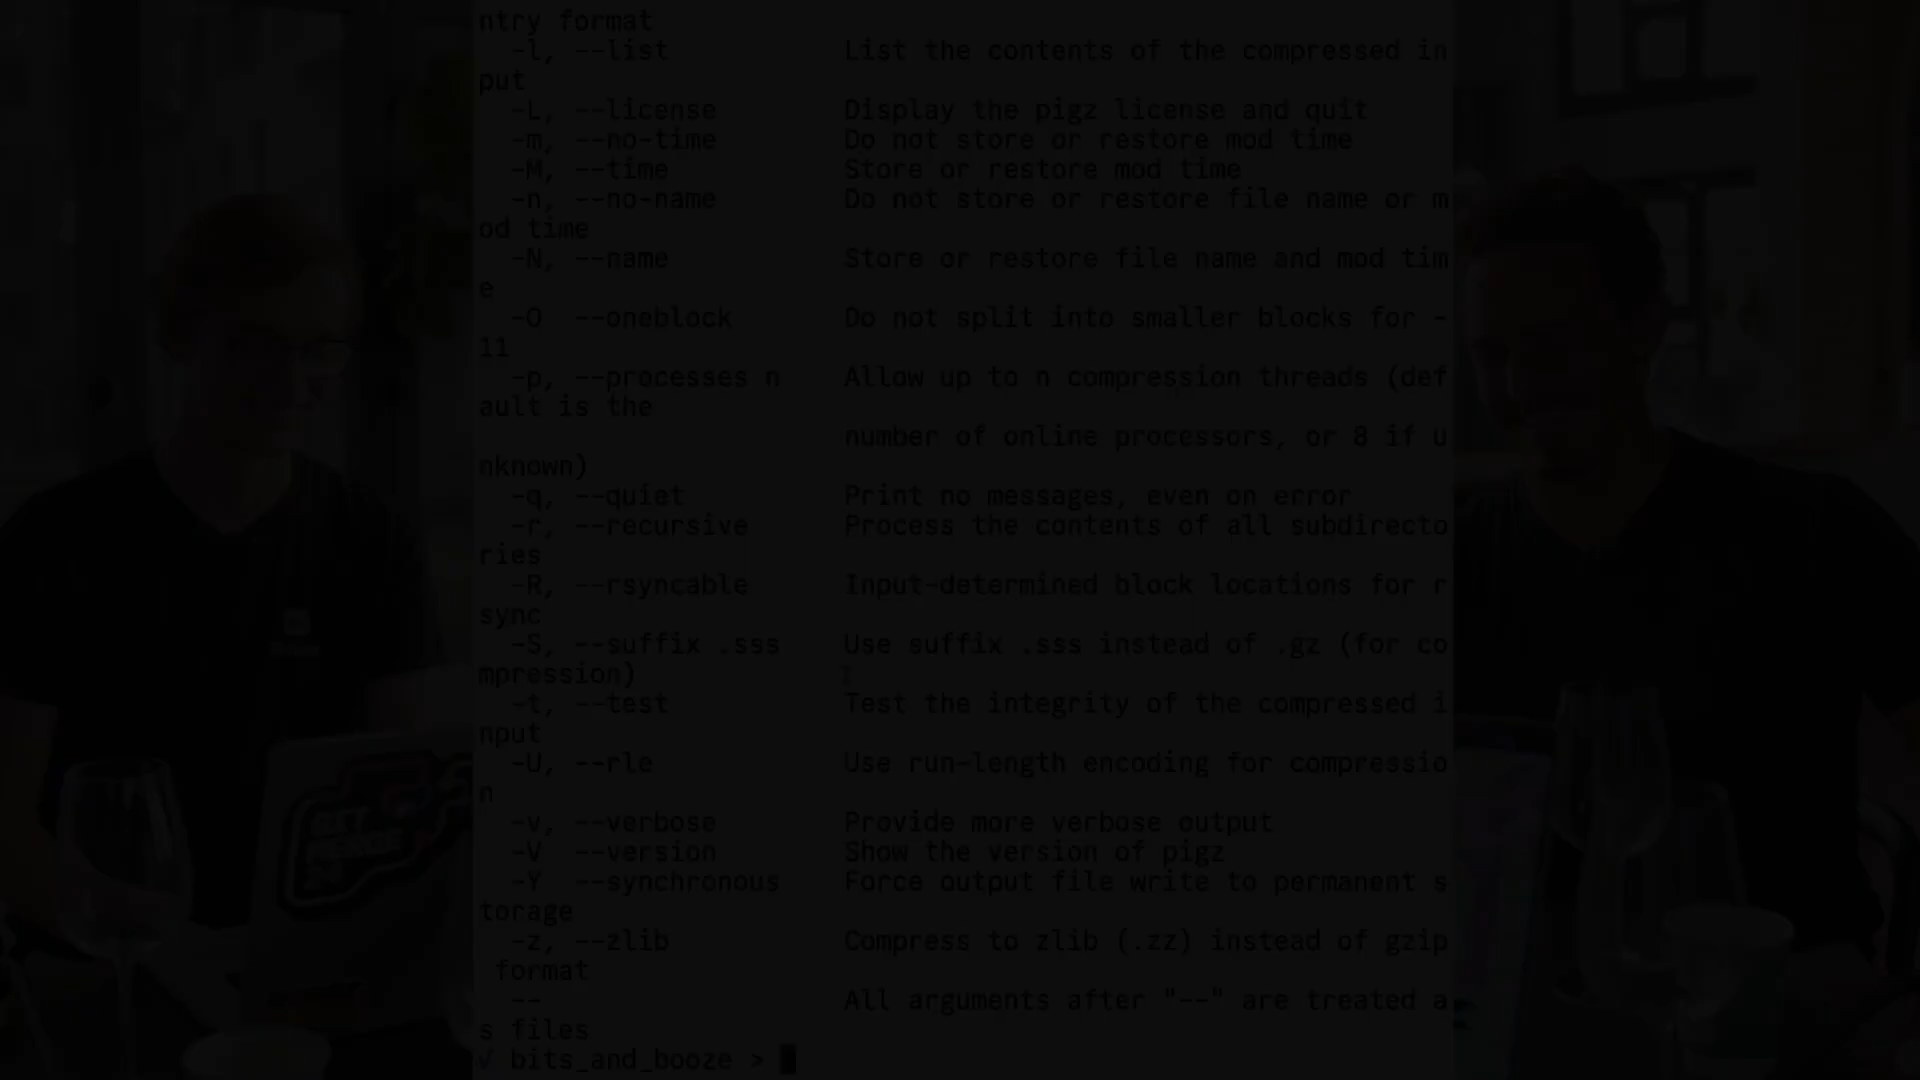 ntry format
-l, --list List the contents of the compressed in
put
-L, --license Display the pigz license and quit
-m, --no-time Do not store or restore mod time
-M, --time Store or restore mod time
-n, --no-name Do not store or restore file name or m
od time
-N, --name Store or restore file name and mod tim
e
-O --oneblock Do not split into smaller blocks for -
11
-p, --processes n Allow up to n compression threads (def
ault is the
number of online processors, or 8 if u
nknown)
-q, --quiet Print no messages, even on error
-r, --recursive Process the contents of all subdirecto
ries
-R, --rsyncable Input-determined block locations for r
sync
-S, --suffix .sss Use suffix .sss instead of .gz (for co
mpression)
-t, --test Test the integrity of the compressed i
nput
-U, --rle Use run-length encoding for compressio
n
-v, --verbose Provide more verbose output
-V --version Show the version of pigz
-Y --synchronous Force output file write to permanent s
torage
-z, --zlib Compress to zlib (.zz) instead of gzip
format
-- All arguments after "--" are treated a
s files
√ bits_and_booze >